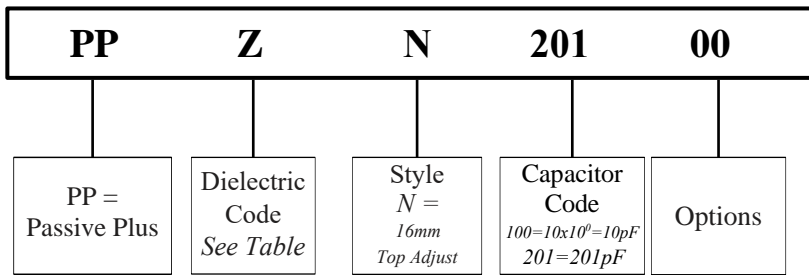 PP Z N 201 00
PP =
Passive Plus
Dielectric
Code
See Table
Style
N =
16mm
Top Adjust
Capacitor
Code
100=10x10⁰=10pF
201=201pF
Options